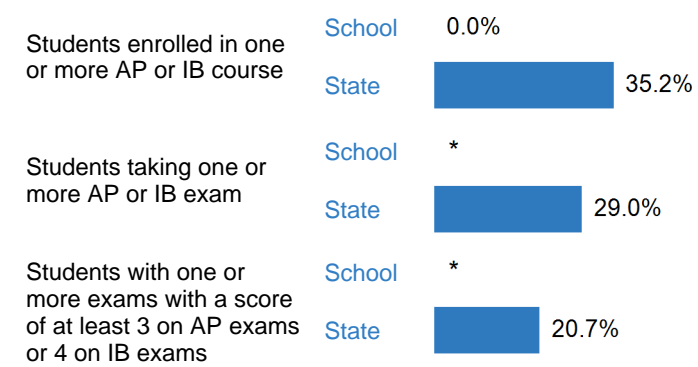 Students enrolled in one
or more AP or IB course
School 0.0%
State 35.2%
Students taking one or
more AP or IB exam
School *
State 29.0%
Students with one or
more exams with a score
of at least 3 on AP exams
or 4 on IB exams
School *
State 20.7%